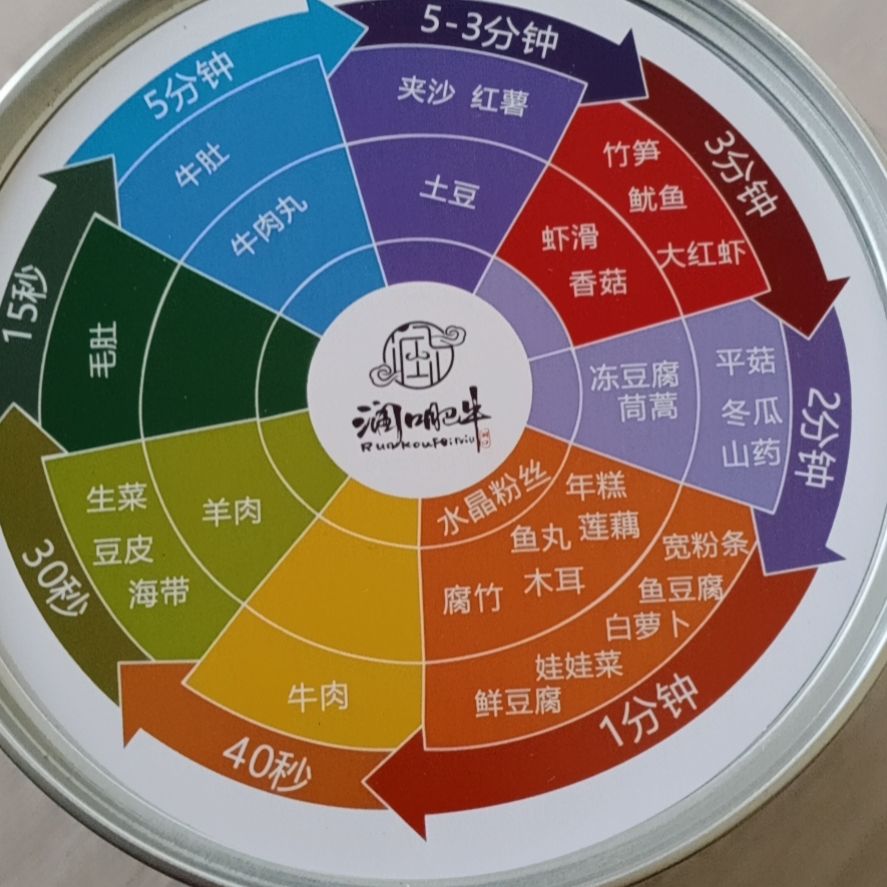 5-3分钟
夹沙 红薯
土豆
3分钟
竹笋
鱿鱼
大红虾
虾滑
香菇
2分钟
平菇
冬瓜
山药
冻豆腐
茼蒿
1分钟
水晶粉丝
年糕
鱼丸 莲藕
腐竹 木耳
宽粉条
鱼豆腐
白萝卜
娃娃菜
鲜豆腐
40秒
牛肉
30秒
生菜
豆皮
海带
羊肉
15秒
毛肚
5分钟
牛肚
牛肉丸
润口肥牛
RunkouFeiniu